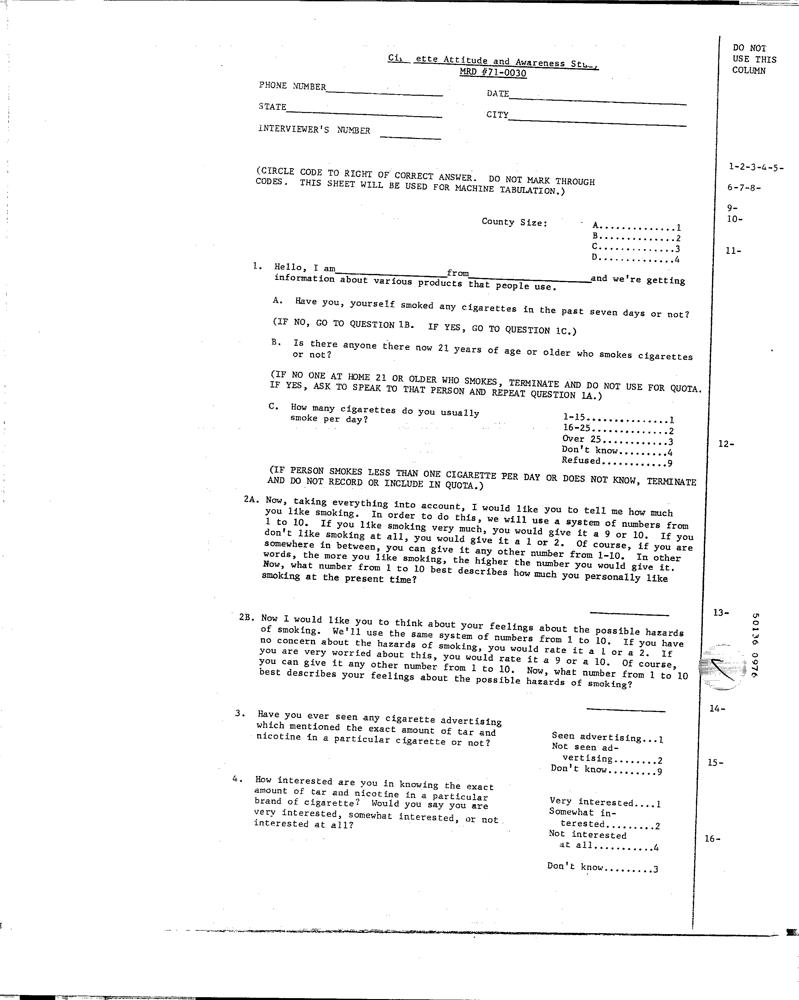 DO NOT
USE THIS
COLUMN
ette Attitude and Awareness
MRD #71-0030
PHONE NUMBER
DATE
STATE
CITY
INTERVIEWER'S NUMBER
(CIRCLE CODE TO RIGHT OF CORRECT ANSWER. DO NOT MARK THROUGH
CODES. THIS SHEET WILL BE USED FOR MACHINE TABULATION.)
1-2-3-4-5-
6-7-8-
9-
10-
County Size: A..............1
B..............2
C..............3
D..............4
11-
1. Hello, I am____________________from______________________and we're getting
information about various products that people use.
A. Have you, yourself smoked any cigarettes in the past seven days or not?
(IF NO, GO TO QUESTION 1B. IF YES, GO TO QUESTION 1C.)
B. Is there anyone there now 21 years of age or older who smokes cigarettes
or not?
(IF NO ONE AT HOME 21 OR OLDER WHO SMOKES, TERMINATE AND DO NOT USE FOR QUOTA.
IF YES, ASK TO SPEAK TO THAT PERSON AND REPEAT QUESTION 1A.)
C. How many cigarettes do you usually
smoke per day?
1-15...............1
16-25..............2
Over 25............3
Don't know.........4
Refused............9
12-
(IF PERSON SMOKES LESS THAN ONE CIGARETTE PER DAY OR DOES NOT KNOW, TERMINATE
AND DO NOT RECORD OR INCLUDE IN QUOTA.)
2A. Now, taking everything into account, I would like you to tell me how much
you like smoking. In order to do this, we will use a system of numbers from
1 to 10. If you like smoking very much, you would give it a 9 or 10. If you
don't like smoking at all, you would give it a 1 or 2. Of course, if you are
somewhere in between, you can give it any other number from 1-10. In other
words, the more you like smoking, the higher the number you would give it.
Now, what number from 1 to 10 best describes how much you personally like
smoking at the present time?
13-
2B. Now I would like you to think about your feelings about the possible hazards
of smoking. We'll use the same system of numbers from 1 to 10. If you have
no concern about the hazards of smoking, you would rate it a 1 or a 2. If
you are very worried about this, you would rate it a 9 or a 10. Of course,
you can give it any other number from 1 to 10. Now, what number from 1 to 10
best describes your feelings about the possible hazards of smoking?
50136 0976
14-
3. Have you ever seen any cigarette advertising
which mentioned the exact amount of tar and
nicotine in a particular cigarette or not?
Seen advertising...1
Not seen ad-
vertising........2
Don't know.........9
15-
4. How interested are you in knowing the exact
amount of tar and nicotine in a particular
brand of cigarette? Would you say you are
very interested, somewhat interested, or not
interested at all?
Very interested....1
Somewhat in-
terested.........2
Not interested
at all...........4
Don't know.........3
16-